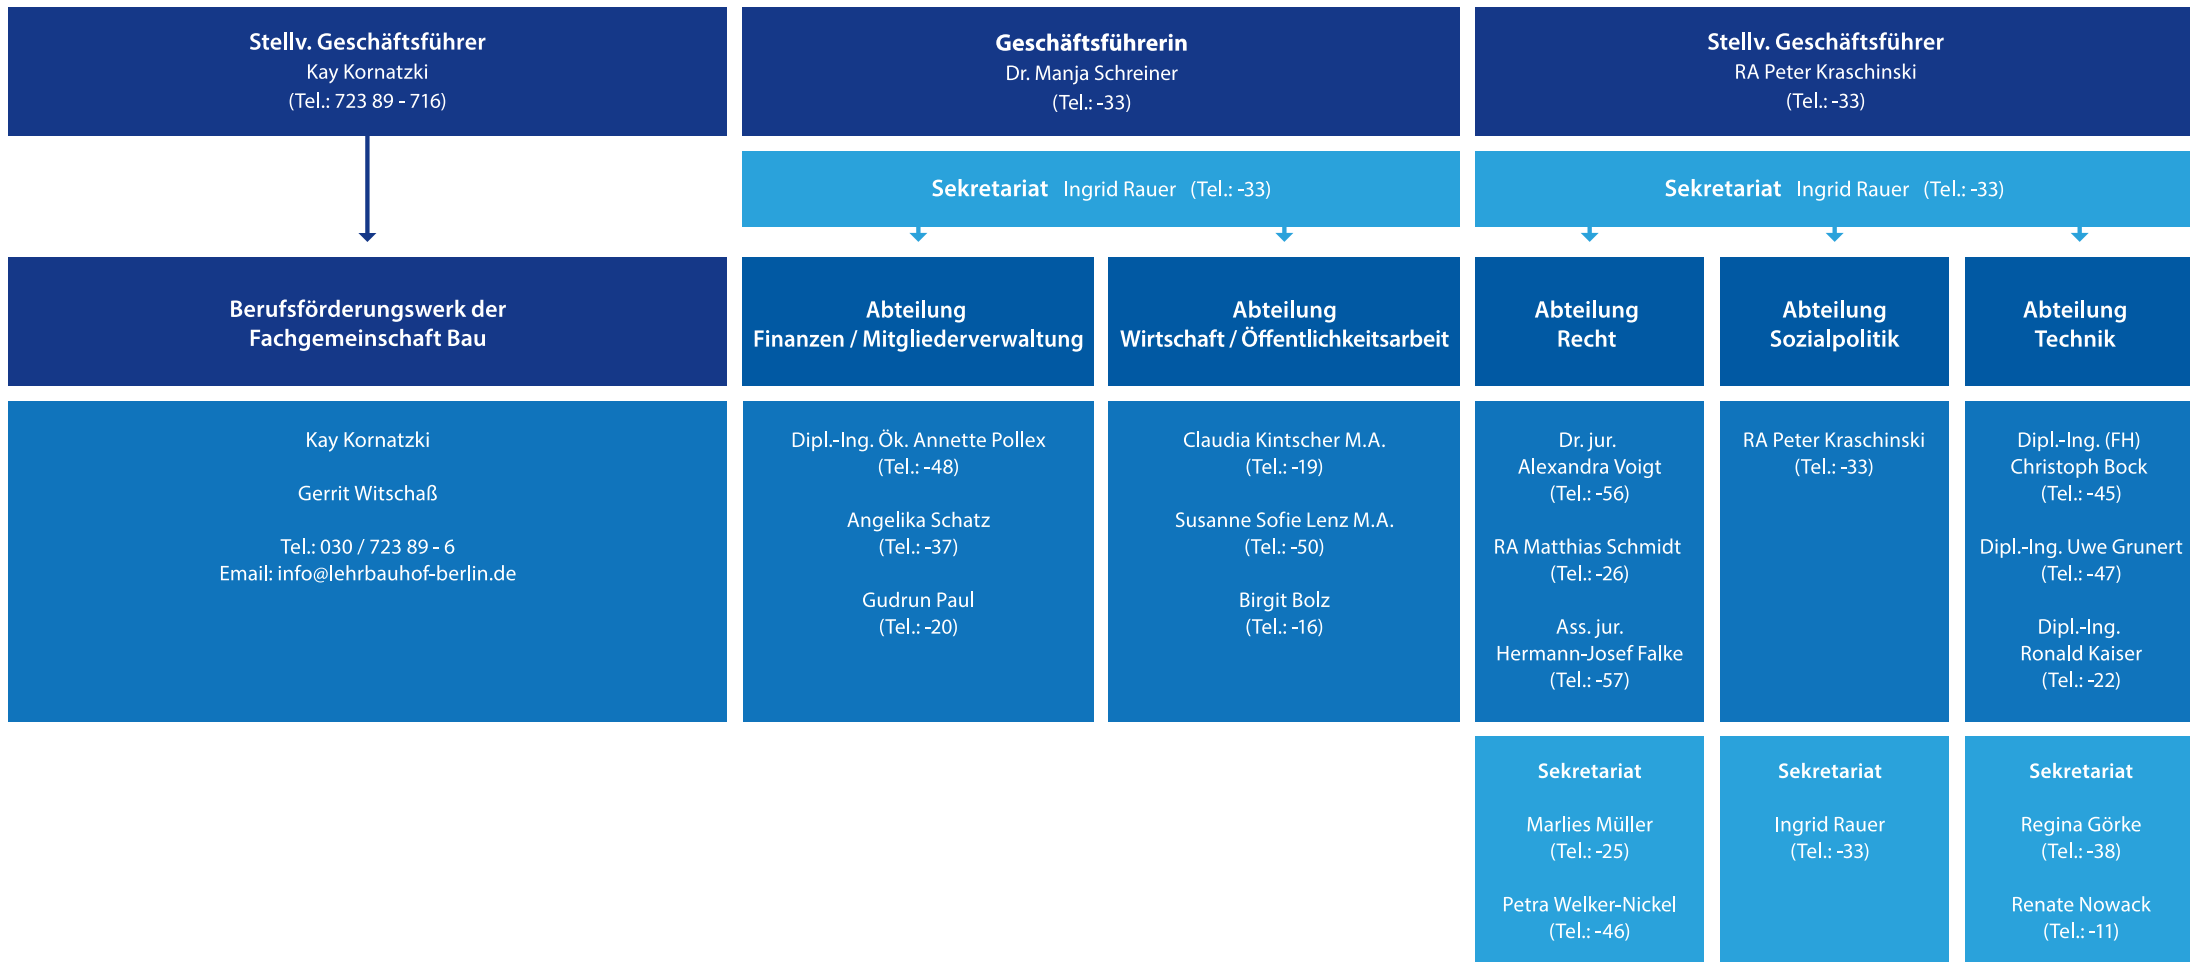 Stellv. Geschäftsführer
Kay Kornatzki
(Tel.: 723 89 - 716)
Geschäftsführerin
Dr. Manja Schreiner
(Tel.: -33)
Stellv. Geschäftsführer
RA Peter Kraschinski
(Tel.: -33)
Sekretariat Ingrid Rauer (Tel.: -33)
Sekretariat Ingrid Rauer (Tel.: -33)
Berufsförderungswerk der
Fachgemeinschaft Bau
Abteilung
Finanzen / Mitgliederverwaltung
Abteilung
Wirtschaft / Öffentlichkeitsarbeit
Abteilung
Recht
Abteilung
Sozialpolitik
Abteilung
Technik
Kay Kornatzki
Gerrit Witschaß
Tel.: 030 / 723 89 - 6
Email: info@lehrbauhof-berlin.de
Dipl.-Ing. Ök. Annette Pollex
(Tel.: -48)
Angelika Schatz
(Tel.: -37)
Gudrun Paul
(Tel.: -20)
Claudia Kintscher M.A.
(Tel.: -19)
Susanne Sofie Lenz M.A.
(Tel.: -50)
Birgit Bolz
(Tel.: -16)
Dr. jur.
Alexandra Voigt
(Tel.: -56)
RA Matthias Schmidt
(Tel.: -26)
Ass. jur.
Hermann-Josef Falke
(Tel.: -57)
RA Peter Kraschinski
(Tel.: -33)
Dipl.-Ing. (FH)
Christoph Bock
(Tel.: -45)
Dipl.-Ing. Uwe Grunert
(Tel.: -47)
Dipl.-Ing.
Ronald Kaiser
(Tel.: -22)
Sekretariat
Marlies Müller
(Tel.: -25)
Petra Welker-Nickel
(Tel.: -46)
Sekretariat
Ingrid Rauer
(Tel.: -33)
Sekretariat
Regina Görke
(Tel.: -38)
Renate Nowack
(Tel.: -11)